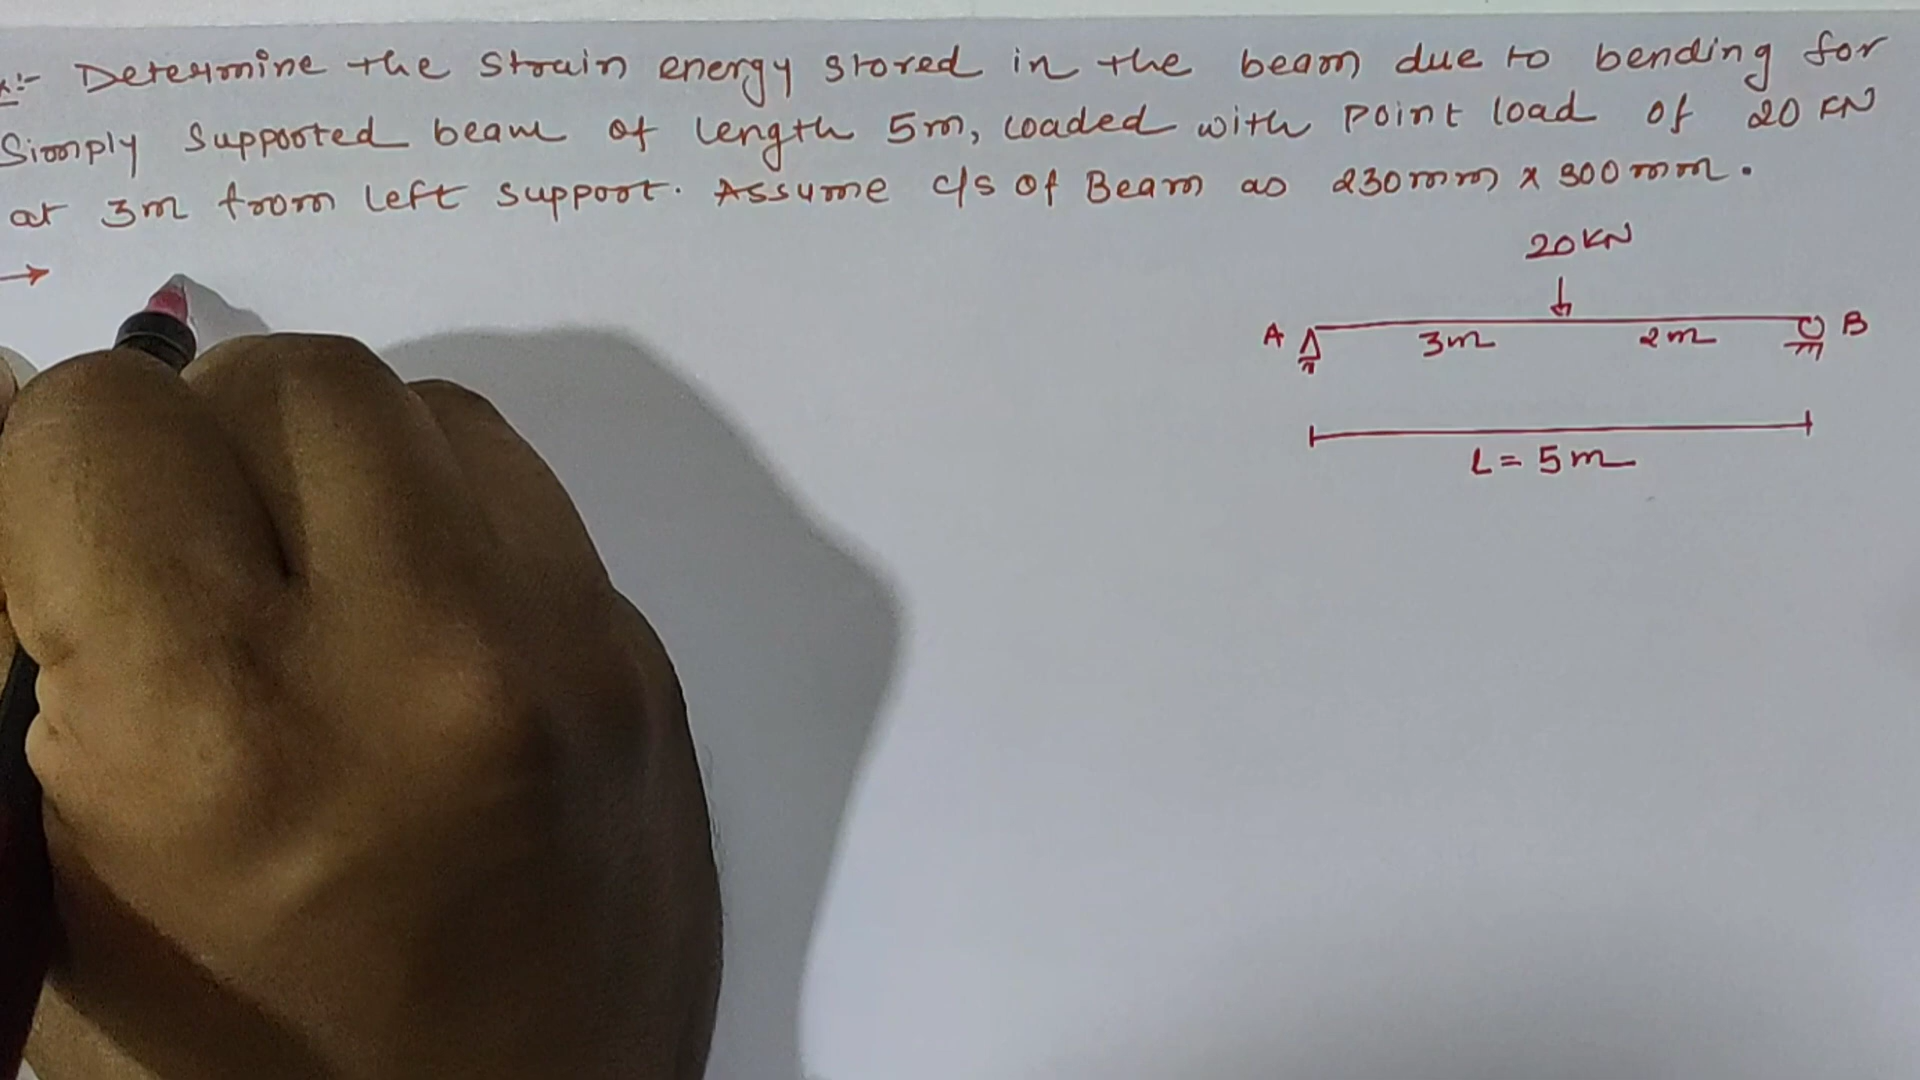 Determine the strain energy stored in the beam due to bending for
Simply supported beam of length 5m, loaded with point load of 20 KN
at 3m from left support. Assume c/s of Beam as 230mm x 300mm.
→
20KN
A 3m 2m B
L = 5m